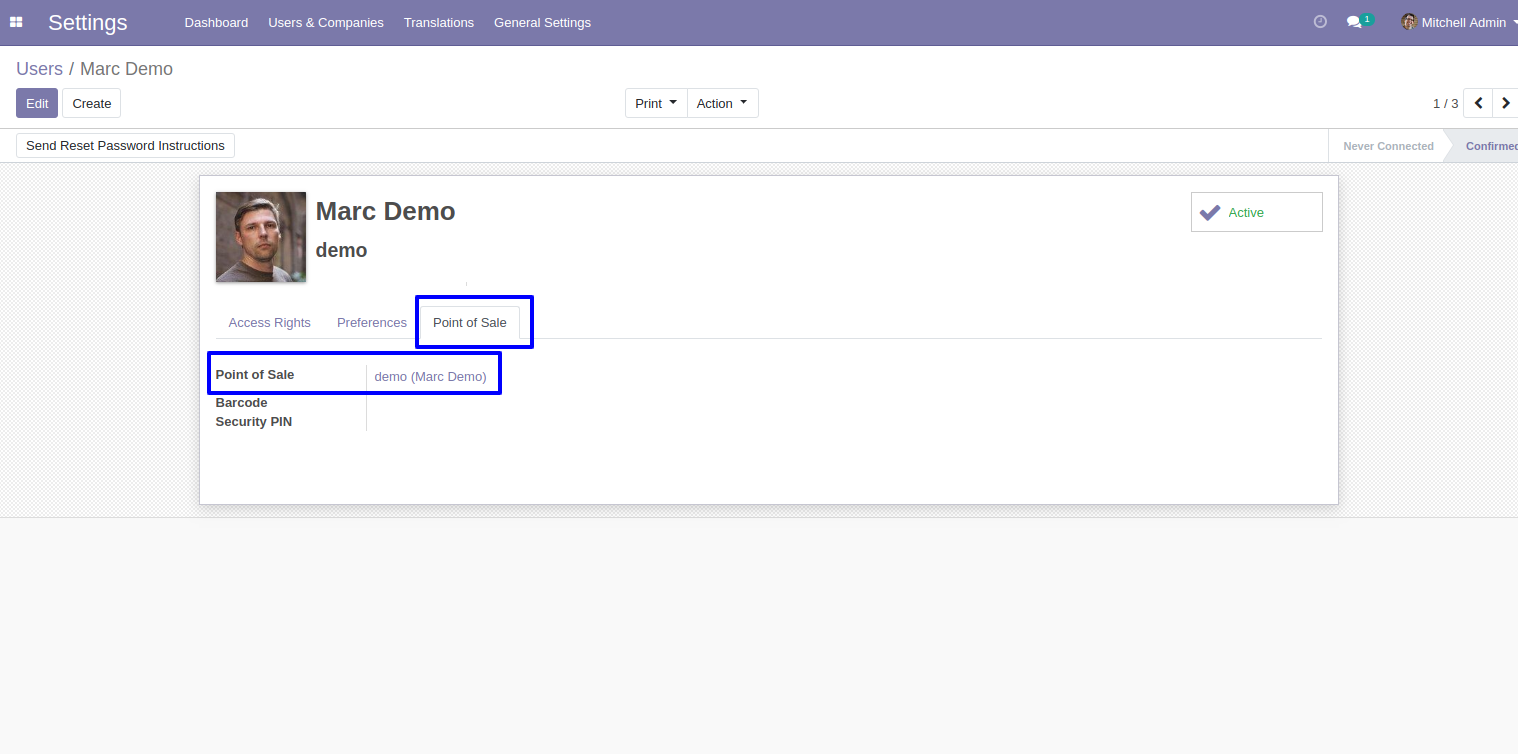 Settings Dashboard Users & Companies Translations General Settings 1 Mitchell Admin
Users / Marc Demo
Edit Create Print Action 1 / 3
Send Reset Password Instructions Never Connected Confirmed
Marc Demo Active
demo
Access Rights Preferences Point of Sale
Point of Sale demo (Marc Demo)
Barcode
Security PIN